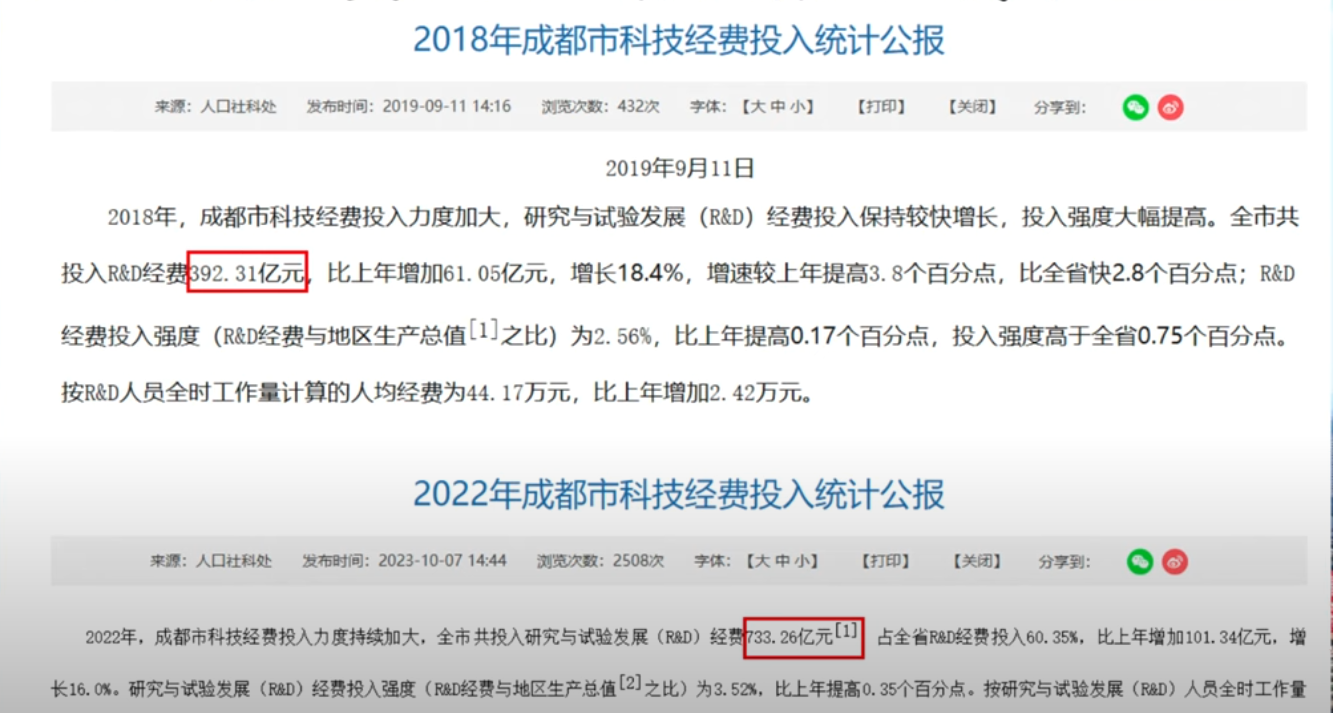 2018年成都市科技经费投入统计公报
来源：人口社科处 发布时间：2019-09-11 14:16 浏览次数：432次 字体：【大 中 小】 【打印】 【关闭】 分享到：
2019年9月11日
2018年，成都市科技经费投入力度加大，研究与试验发展（R&D）经费投入保持较快增长，投入强度大幅提高。全市共
投入R&D经费392.31亿元，比上年增加61.05亿元，增长18.4%，增速较上年提高3.8个百分点，比全省快2.8个百分点；R&D
经费投入强度（R&D经费与地区生产总值[1]之比）为2.56%，比上年提高0.17个百分点，投入强度高于全省0.75个百分点。
按R&D人员全时工作量计算的人均经费为44.17万元，比上年增加2.42万元。
2022年成都市科技经费投入统计公报
来源：人口社科处 发布时间：2023-10-07 14:44 浏览次数：2508次 字体：【大 中 小】 【打印】 【关闭】 分享到：
2022年，成都市科技经费投入力度持续加大，全市共投入研究与试验发展（R&D）经费733.26亿元[1] 占全省R&D经费投入60.35%，比上年增加101.34亿元，增
长16.0%。研究与试验发展（R&D）经费投入强度（R&D经费与地区生产总值[2]之比）为3.52%，比上年提高0.35个百分点。按研究与试验发展（R&D）人员全时工作量